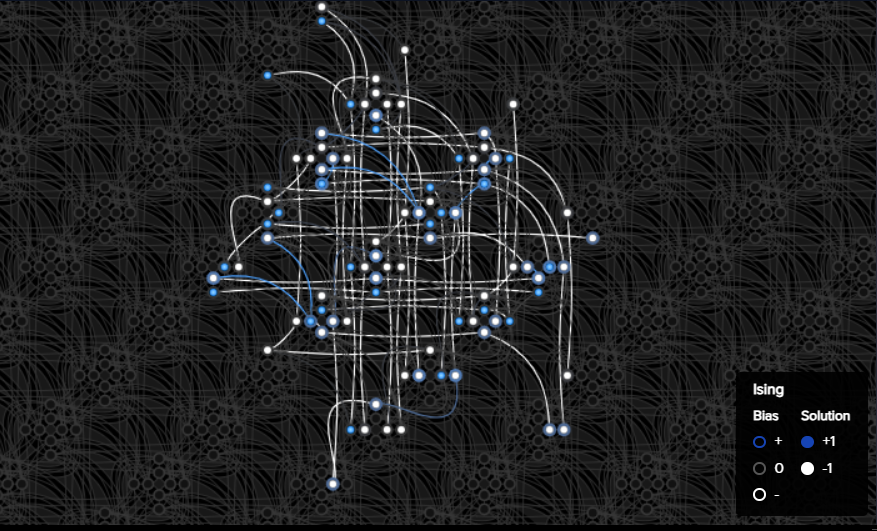 Ising
Bias Solution
+ +1
0 -1
-